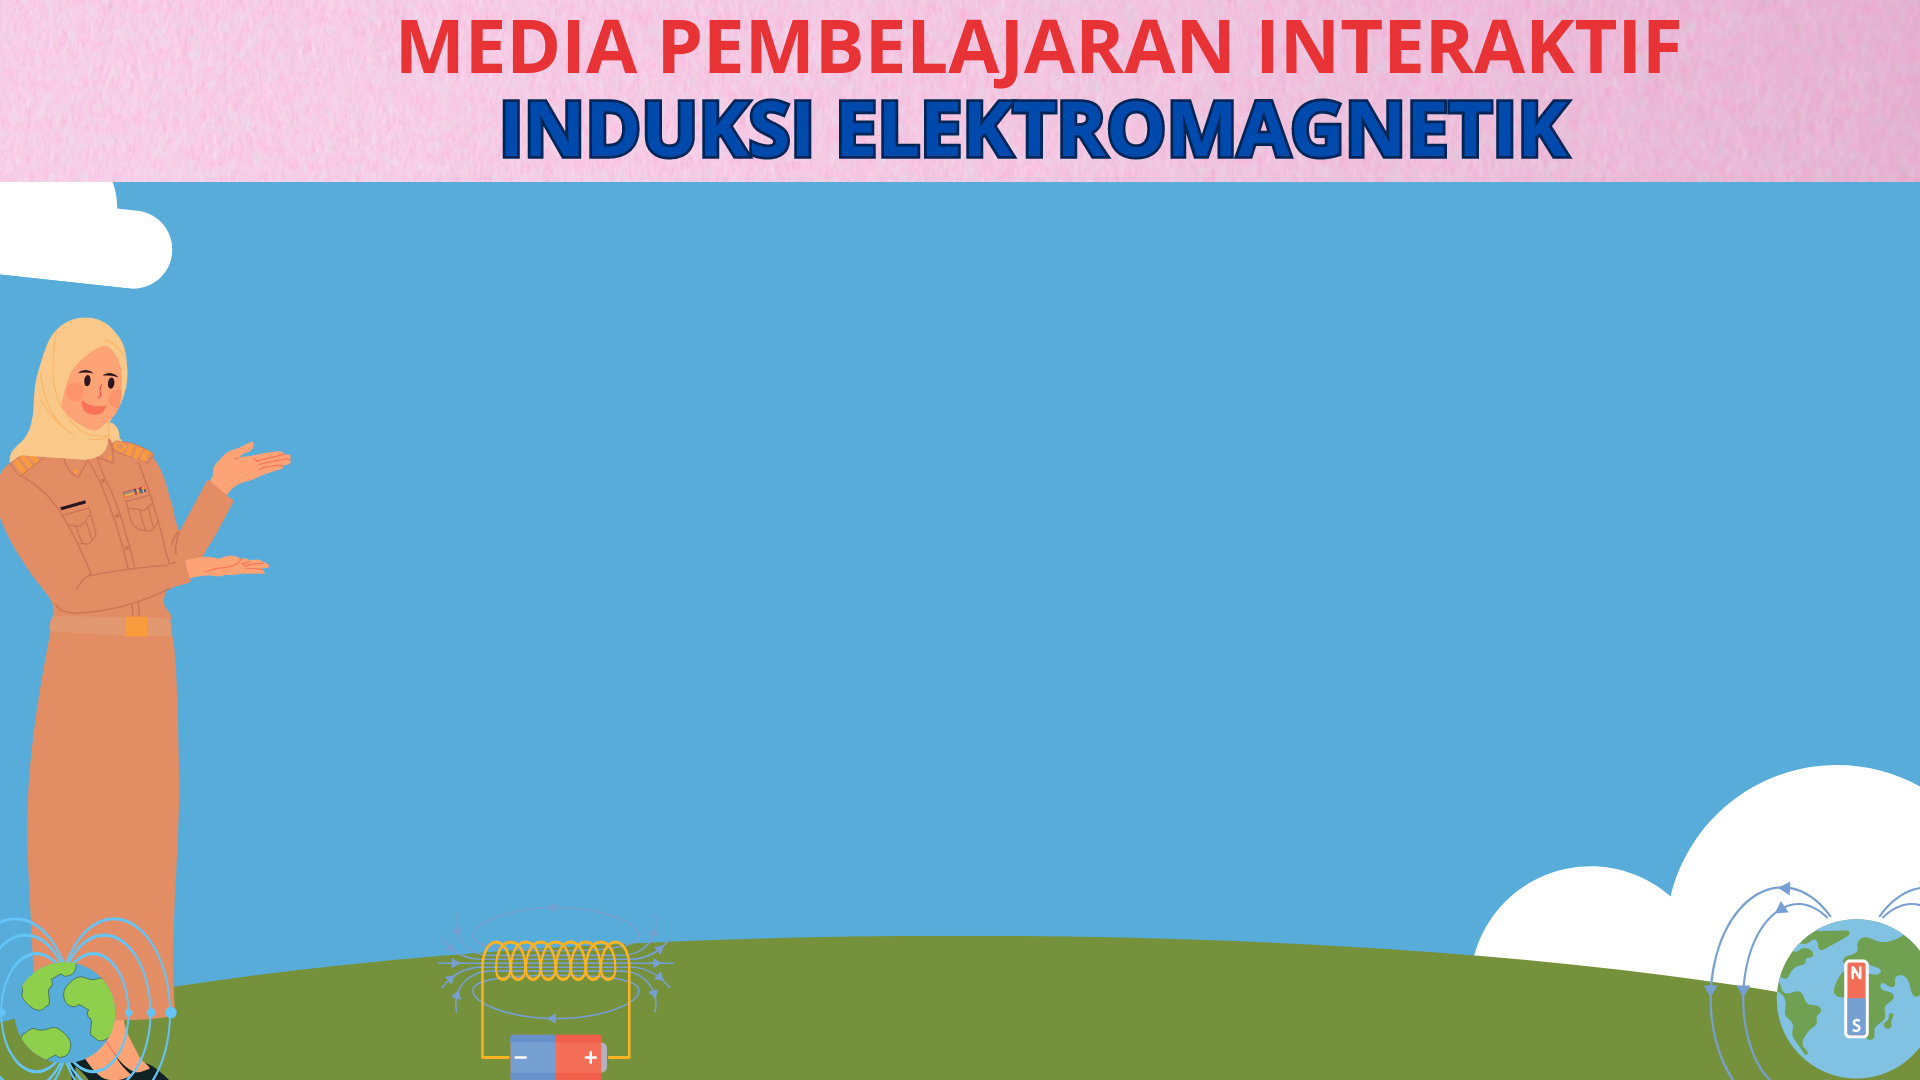 MEDIA PEMBELAJARAN INTERAKTIF
INDUKSI ELEKTROMAGNETIK
N
S
− +